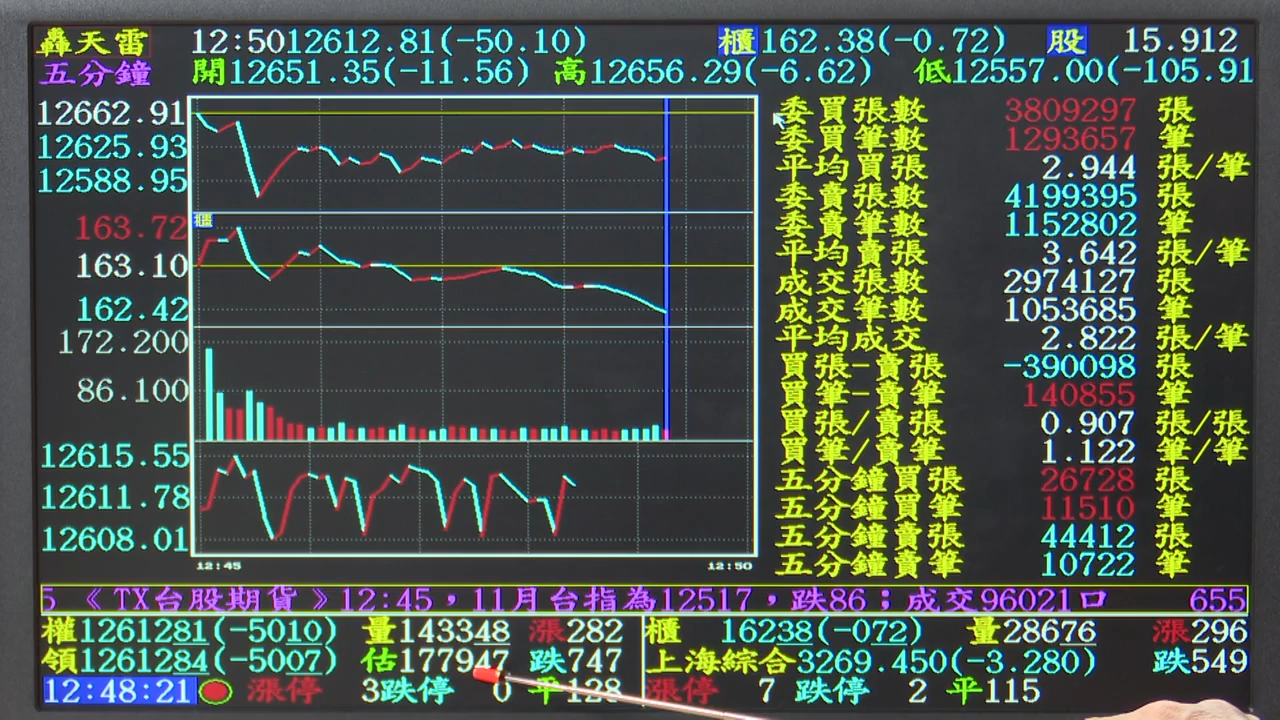 轟天雷 12:50 12612.81(-50.10) 櫃 162.38(-0.72) 股 15.912
五分鐘 開12651.35(-11.56) 高12656.29(-6.62) 低12557.00(-105.91
12662.91
12625.93
12588.95
櫃
163.72
163.10
162.42
172.200
86.100
12615.55
12611.78
12608.01
12:45 12:50
委買張數 3809297 張
委買筆數 1293657 筆
平均買張 2.944 張/筆
委賣張數 4199395 張
委賣筆數 1152802 筆
平均賣張 3.642 張/筆
成交張數 2974127 張
成交筆數 1053685 筆
平均成交 2.822 張/筆
買張-賣張 -390098 張
買筆-賣筆 140855 筆
買張/賣張 0.907 張/張
買筆/賣筆 1.122 筆/筆
五分鐘買張 26728 張
五分鐘買筆 11510 筆
五分鐘賣張 44412 張
五分鐘賣筆 10722 筆
5 《TX台股期貨》12:45，11月台指為12517，跌86；成交96021口 655
權1261281(-5010) 量143348 漲282 櫃 16238(-072) 量28676 漲296
領1261284(-5007) 估177947 跌747 上海綜合3269.450(-3.280) 跌549
12:48:21 漲停 3跌停 0 平128 漲停 7 跌停 2 平115